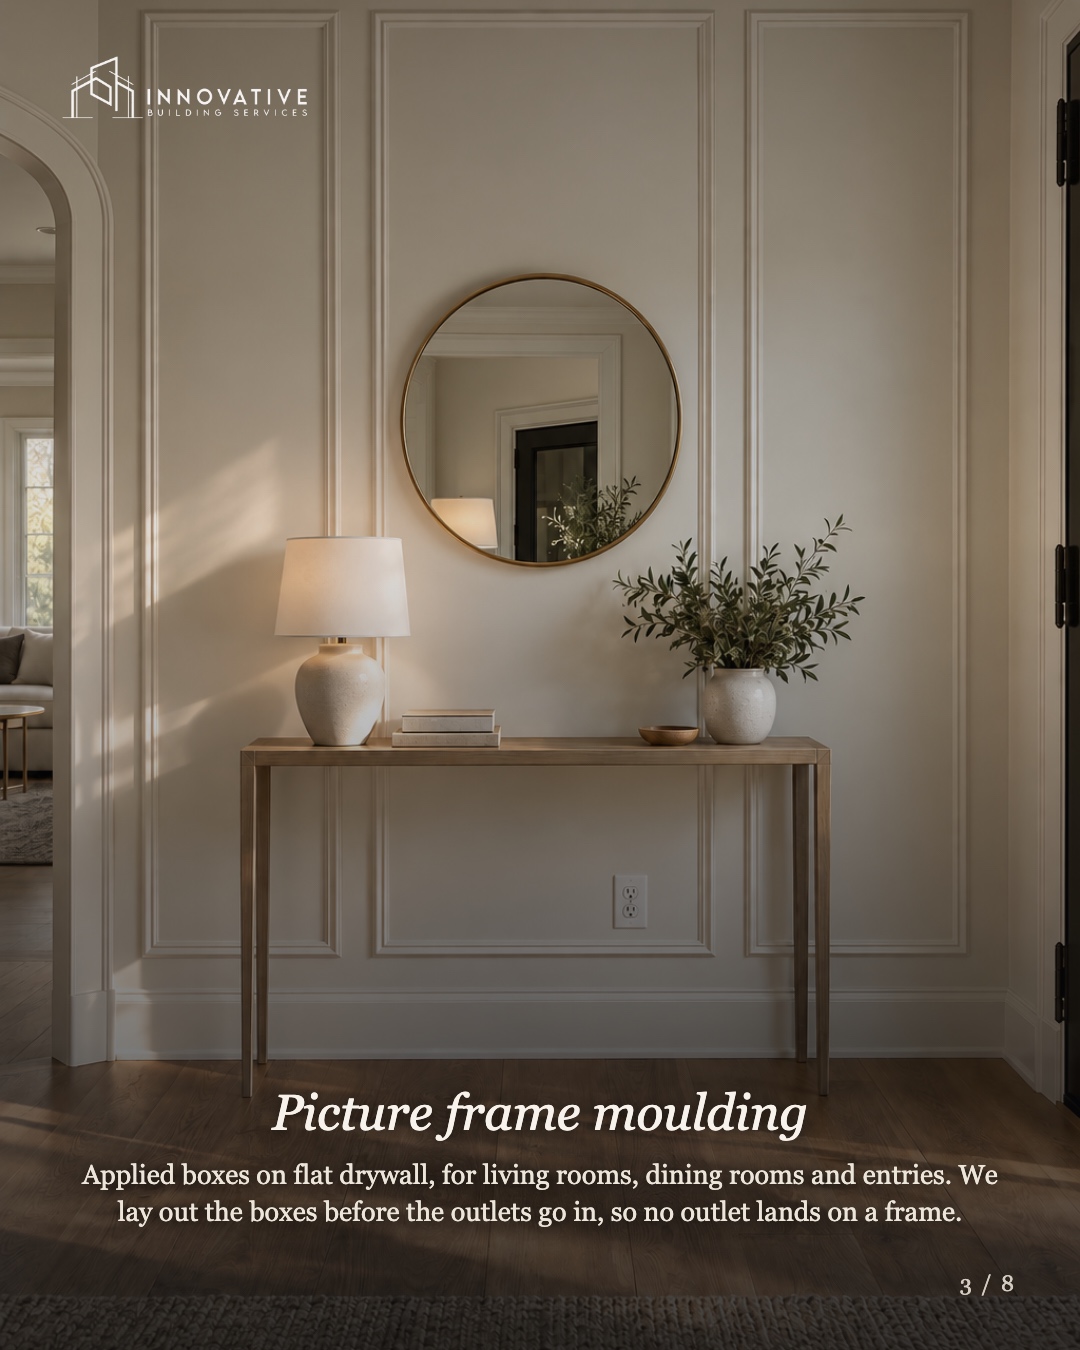 INNOVATIVE
BUILDING SERVICES
Picture frame moulding
Applied boxes on flat drywall, for living rooms, dining rooms and entries. We
lay out the boxes before the outlets go in, so no outlet lands on a frame.
3 / 8